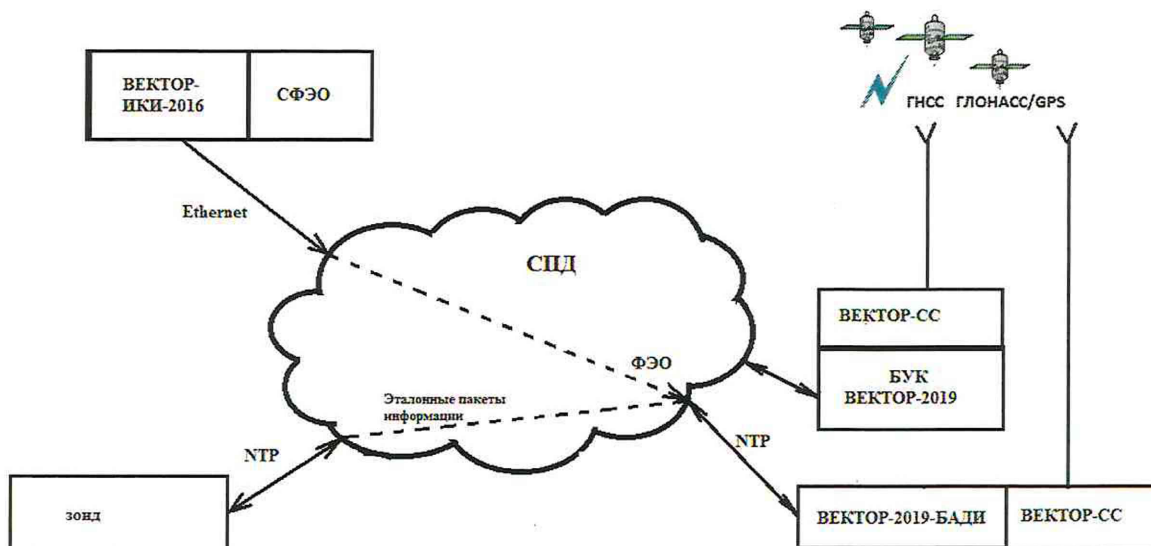 ГНСС ГЛОНАСС/GPS
ВЕКТОР-
ИКИ-2016
СФЭО
Ethernet
СПД
ВЕКТОР-СС
ФЭО
БУК
ВЕКТОР-2019
Эталонные пакеты
информации
NTP
NTP
зонд
ВЕКТОР-2019-БАДИ
ВЕКТОР-СС